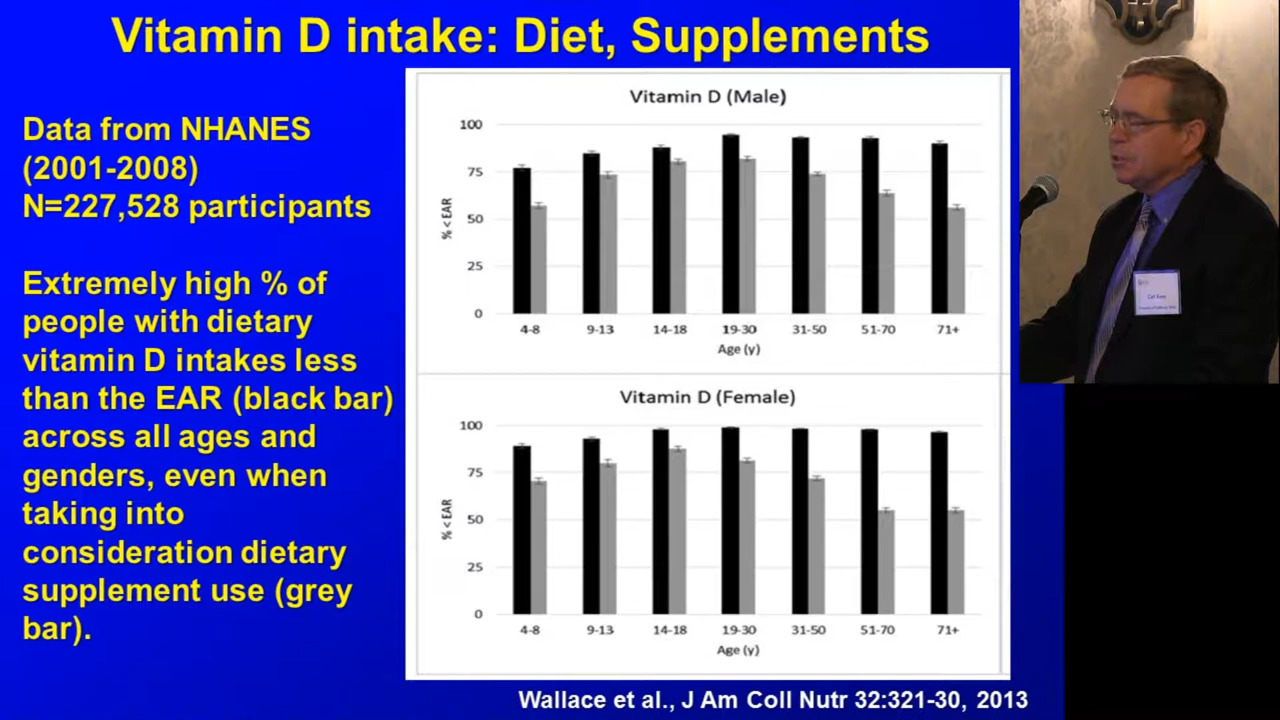 Vitamin D intake: Diet, Supplements
Data from NHANES
(2001-2008)
N=227,528 participants
Extremely high % of
people with dietary
vitamin D intakes less
than the EAR (black bar)
across all ages and
genders, even when
taking into
consideration dietary
supplement use (grey
bar).
Vitamin D (Male)
100
75
50
25
0
% < EAR
4-8 9-13 14-18 19-30 31-50 51-70 71+
Age (y)
Vitamin D (Female)
100
75
50
25
0
% < EAR
4-8 9-13 14-18 19-30 31-50 51-70 71+
Age (y)
Wallace et al., J Am Coll Nutr 32:321-30, 2013